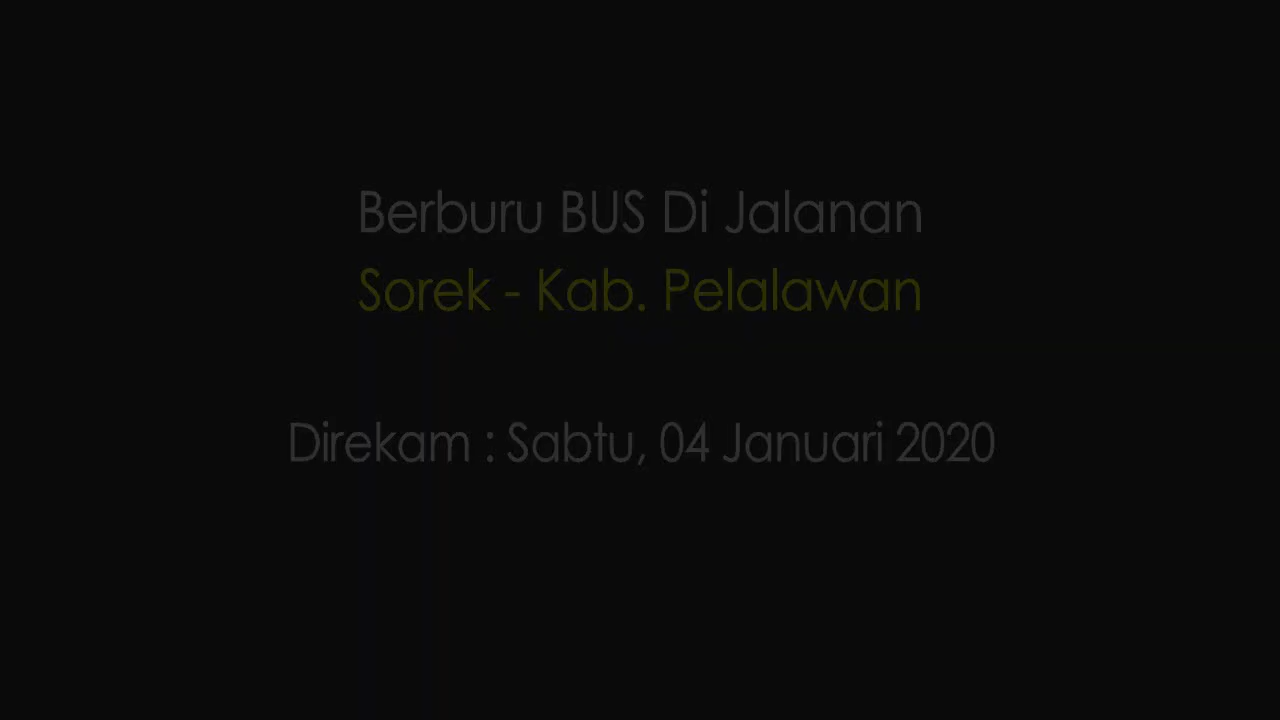 Berburu BUS Di Jalanan
Sorek - Kab. Pelalawan
Direkam : Sabtu, 04 Januari 2020